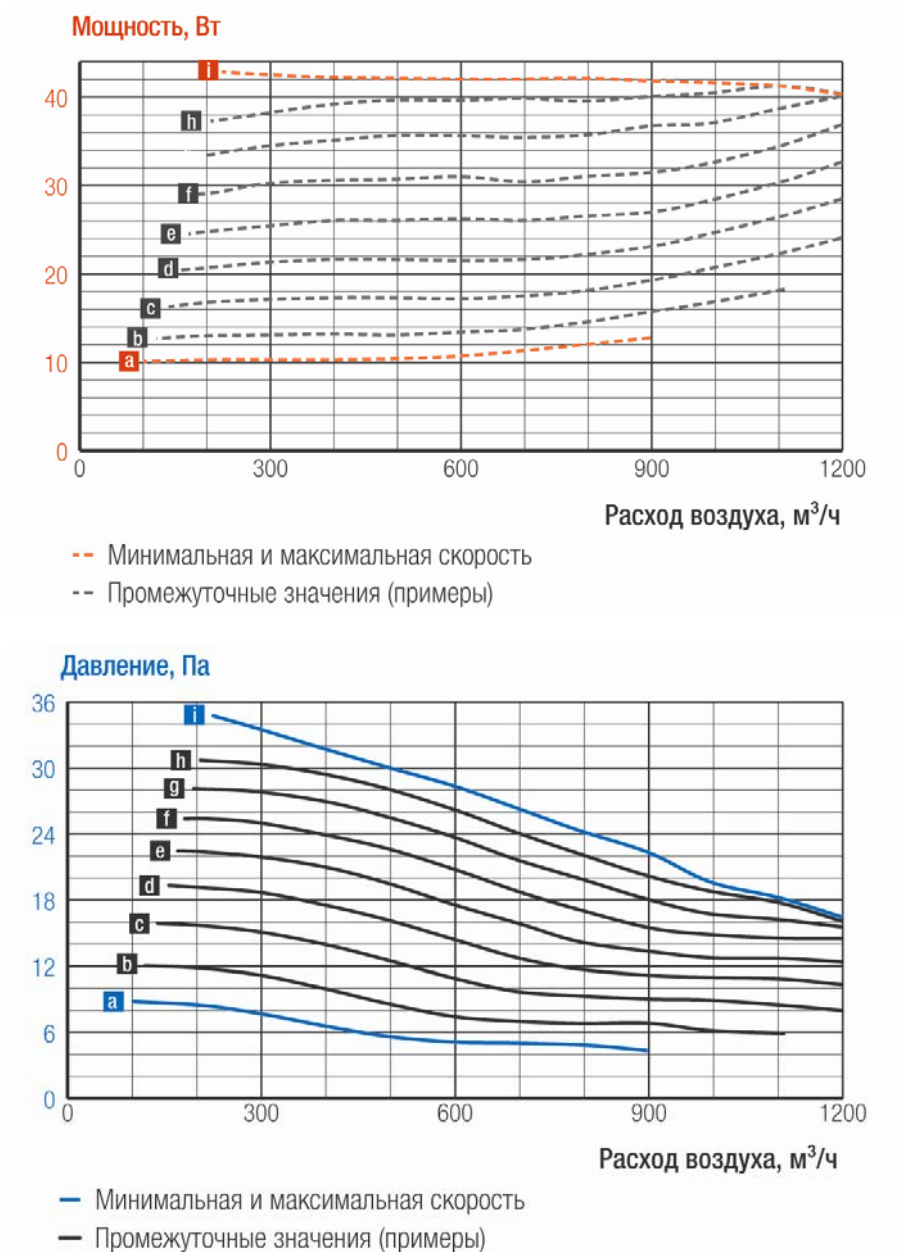 Мощность, Вт
i
40
h
30
f
e
d
20
c
b
a
10
0
0 300 600 900 1200
Расход воздуха, м³/ч
Минимальная и максимальная скорость
Промежуточные значения (примеры)
Давление, Па
36
i
30
h
g
24
f
e
18
d
c
12
b
a
6
0
0 300 600 900 1200
Расход воздуха, м³/ч
Минимальная и максимальная скорость
Промежуточные значения (примеры)